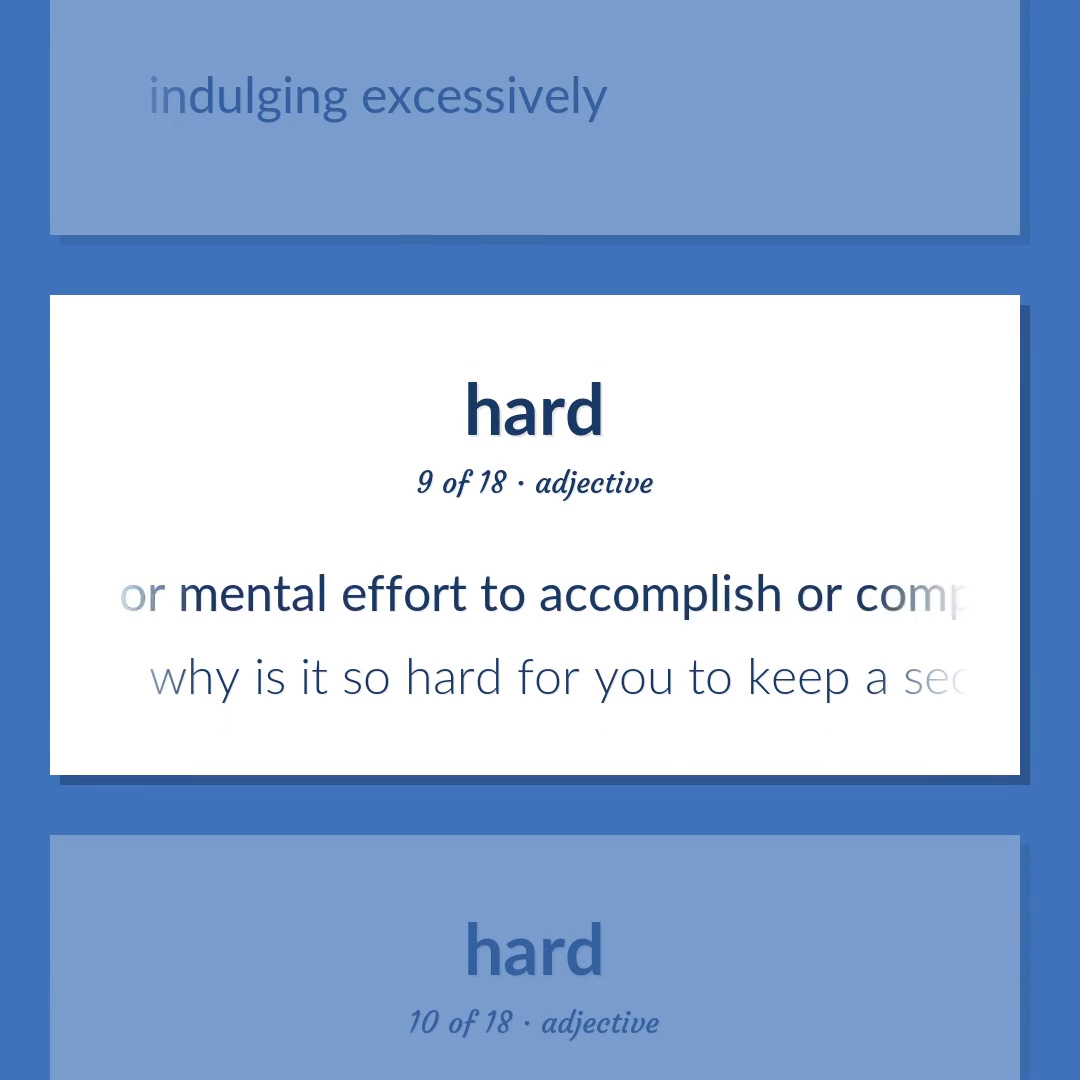 indulging excessively
hard
9 of 18 · adjective
or mental effort to accomplish or
why is it so hard for you to keep a
hard
10 of 18 · adjective